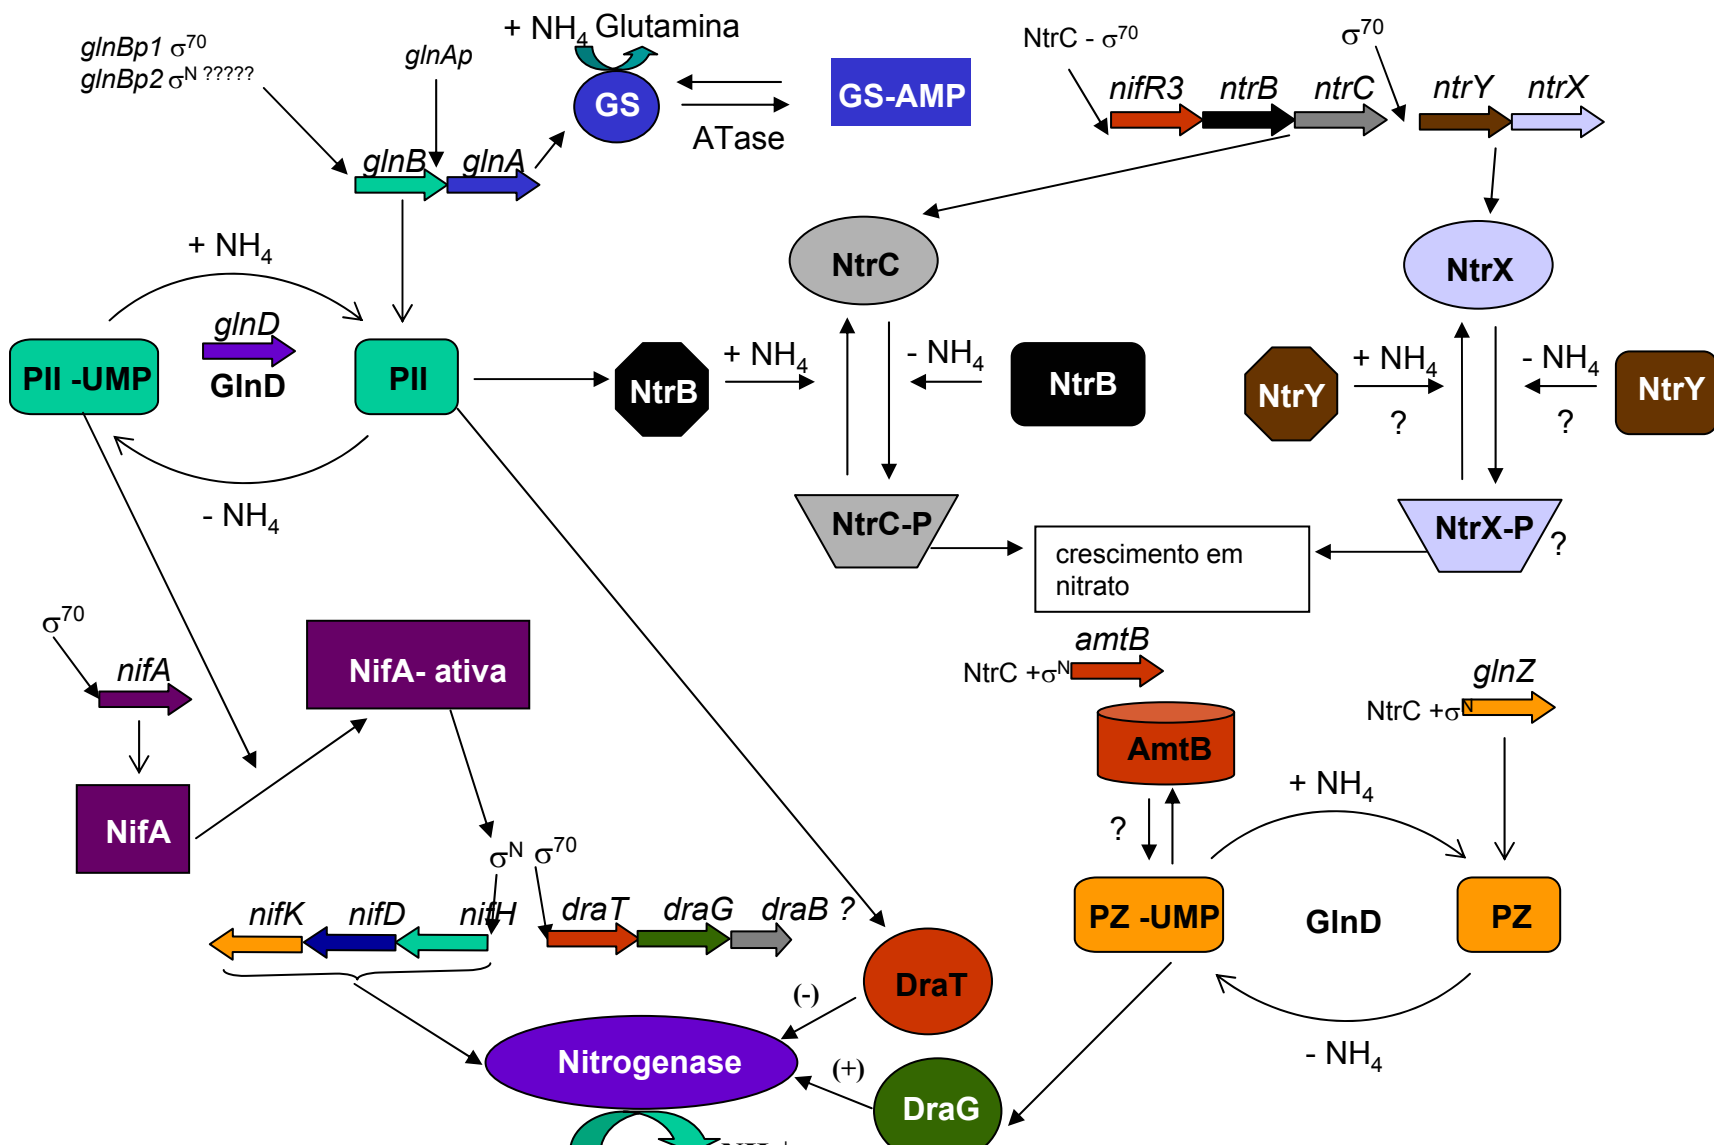 + NH4 Glutamina
glnBp1 σ70
glnBp2 σN ?????
glnAp
GS
GS-AMP
ATase
NtrC - σ70
σ70
nifR3 ntrB ntrC ntrY ntrX
glnB glnA
+ NH4
NtrC
NtrX
glnD
GlnD
PII -UMP
PII
NtrB
+ NH4
- NH4
NtrB
NtrY
+ NH4
?
- NH4
?
NtrY
- NH4
NtrC-P
NtrX-P ?
crescimento em
nitrato
σ70
nifA
NifA- ativa
amtB
NtrC +σN
glnZ
NtrC +σN
AmtB
NifA
?
+ NH4
σN σ70
nifK nifD nifH draT draG draB ?
PZ -UMP
GlnD
PZ
DraT
(-)
- NH4
Nitrogenase
(+)
DraG